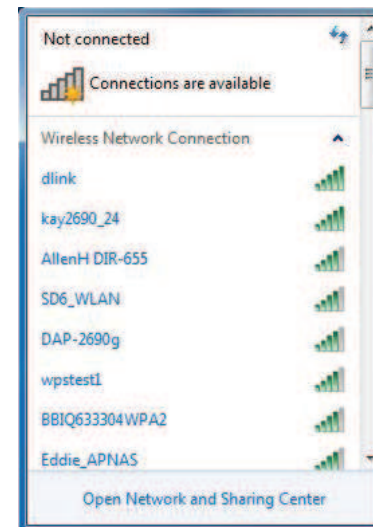 Not connected
Connections are available
Wireless Network Connection
dlink
kay2690_24
AllenH DIR-655
SD6_WLAN
DAP-2690g
wpstest1
BBIQ633304WPA2
Eddie_APNAS
Open Network and Sharing Center